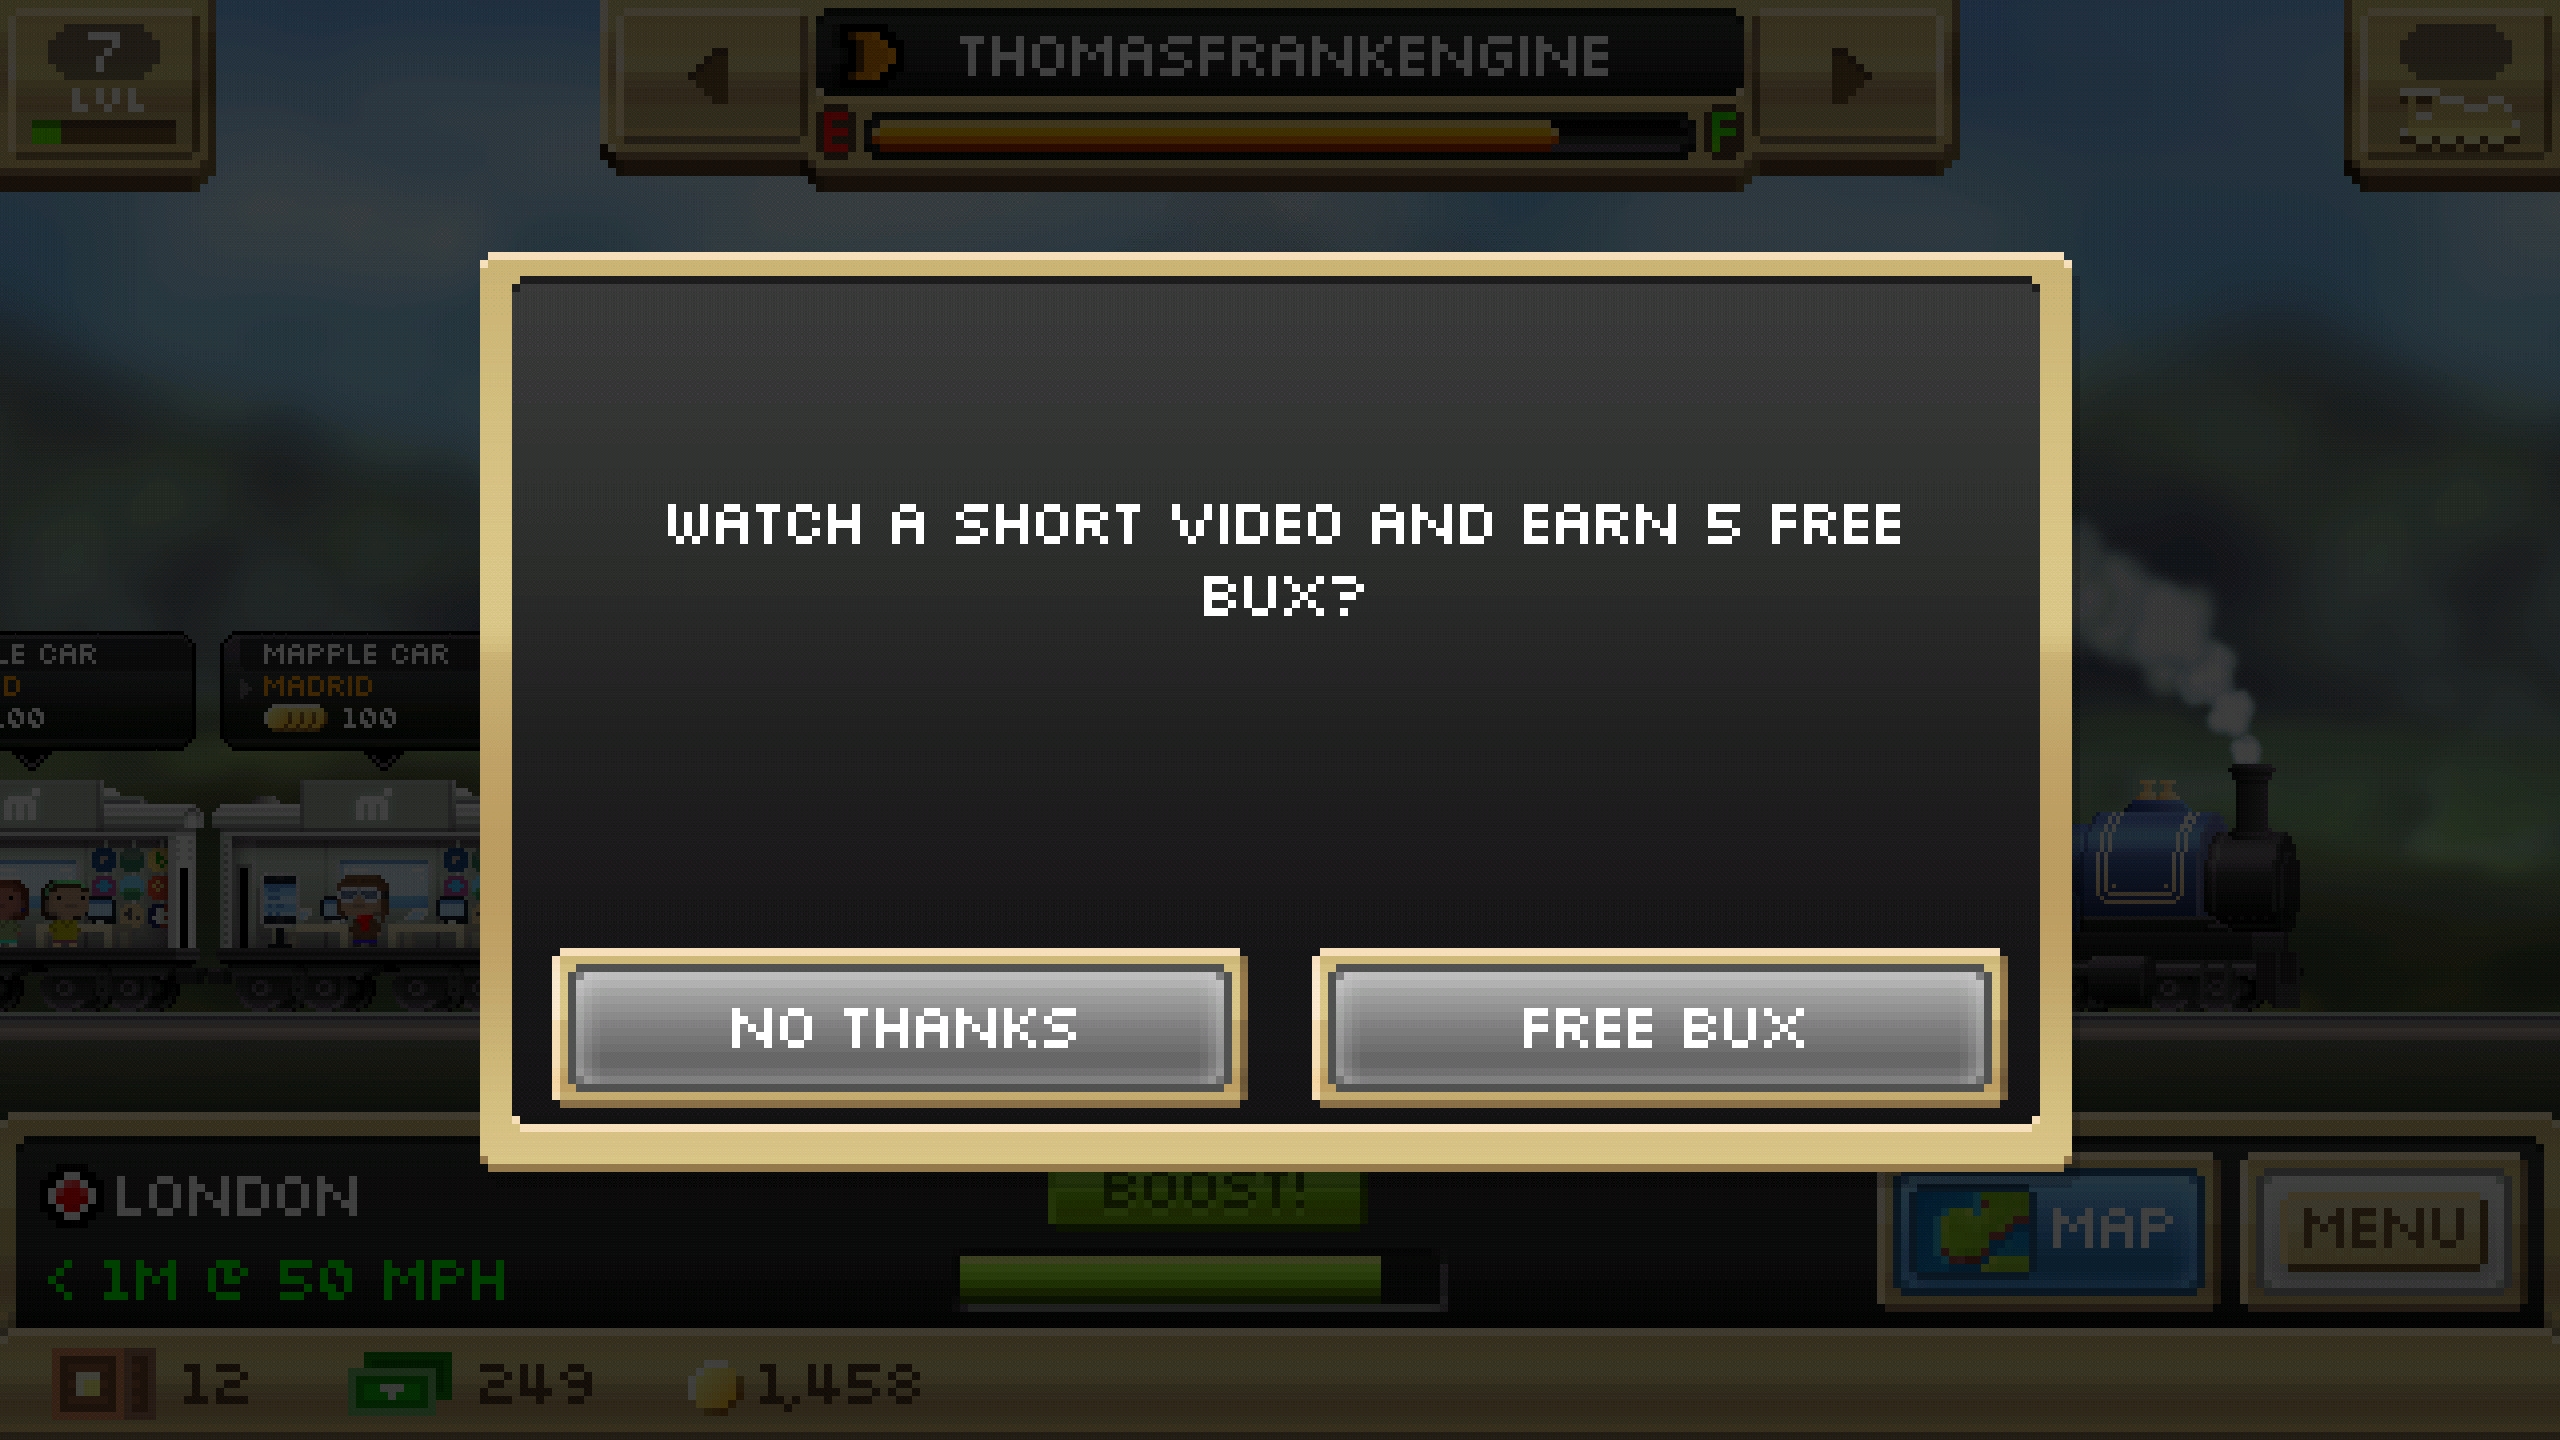 7
LVL
THOMASFRANKENGINE
E
F
WATCH A SHORT VIDEO AND EARN 5 FREE
BUX?
LE CAR
D
.00
MAPPLE CAR
MADRID
100
m
m
NO THANKS
FREE BUX
LONDON
< 1M @ 50 MPH
BOOST!
MAP
MENU
12
249
1,458